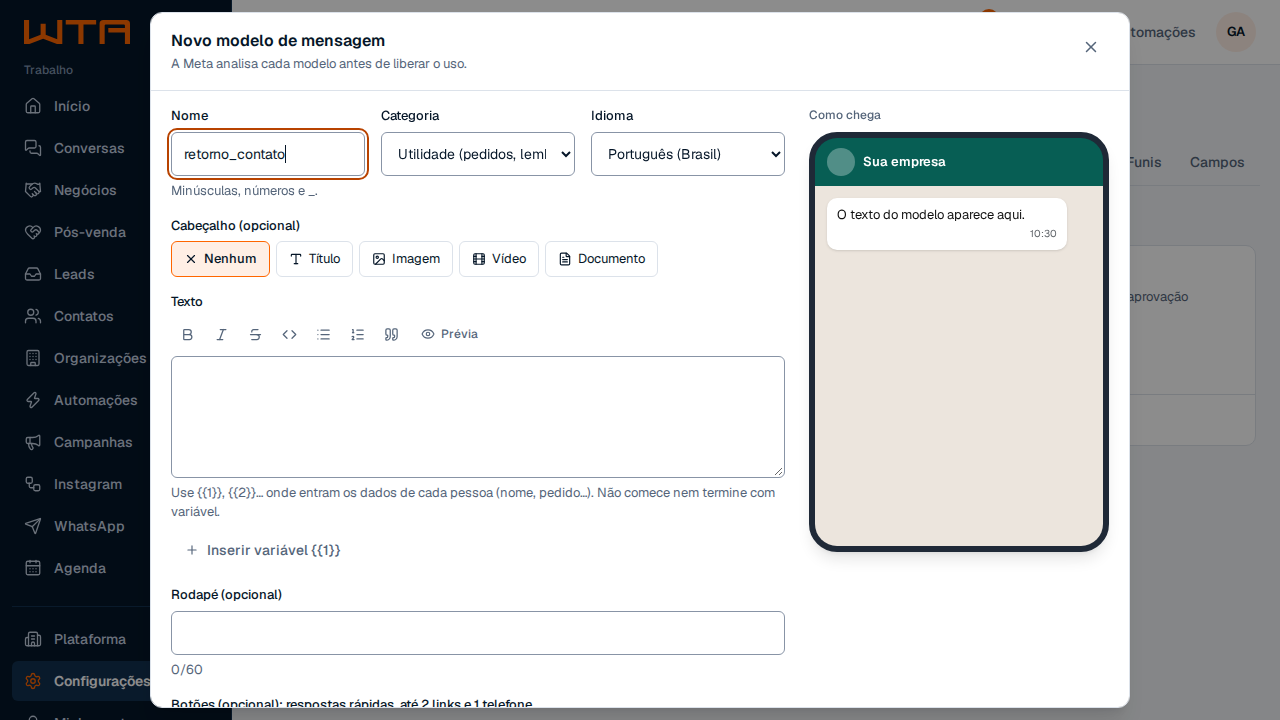 WTA
Trabalho
Início
Conversas
Negócios
Pós-venda
Leads
Contatos
Organizações
Automações
Campanhas
Instagram
WhatsApp
Agenda
Plataforma
Configurações
Novo modelo de mensagem
A Meta analisa cada modelo antes de liberar o uso.
Nome
Categoria
Idioma
retorno_contato
Utilidade (pedidos, leml
Português (Brasil)
Minúsculas, números e _.
Cabeçalho (opcional)
Nenhum
Título
Imagem
Vídeo
Documento
Texto
Prévia
Use {{1}}, {{2}}… onde entram os dados de cada pessoa (nome, pedido…). Não comece nem termine com
variável.
Inserir variável {{1}}
Rodapé (opcional)
0/60
Botões (opcional): respostas rápidas, até 2 links e 1 telefone
Como chega
Sua empresa
O texto do modelo aparece aqui.
10:30
tomações
GA
Funis
Campos
aprovação